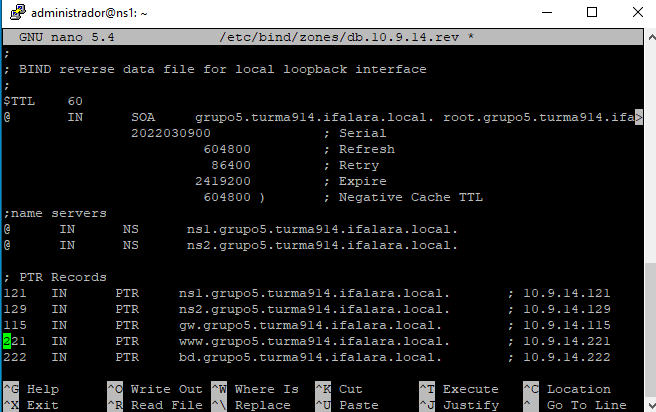 administrador@ns1: ~
GNU nano 5.4 /etc/bind/zones/db.10.9.14.rev *
;
; BIND reverse data file for local loopback interface
;
$TTL 60
@ IN SOA grupo5.turma914.ifalara.local. root.grupo5.turma914.ifa>
2022030900 ; Serial
604800 ; Refresh
86400 ; Retry
2419200 ; Expire
604800 ) ; Negative Cache TTL
;name servers
@ IN NS ns1.grupo5.turma914.ifalara.local.
@ IN NS ns2.grupo5.turma914.ifalara.local.
; PTR Records
121 IN PTR ns1.grupo5.turma914.ifalara.local. ; 10.9.14.121
129 IN PTR ns2.grupo5.turma914.ifalara.local. ; 10.9.14.129
115 IN PTR gw.grupo5.turma914.ifalara.local. ; 10.9.14.115
221 IN PTR www.grupo5.turma914.ifalara.local. ; 10.9.14.221
222 IN PTR bd.grupo5.turma914.ifalara.local. ; 10.9.14.222
^G Help ^O Write Out ^W Where Is ^K Cut ^T Execute ^C Location
^X Exit ^R Read File ^\ Replace ^U Paste ^J Justify ^_ Go To Line